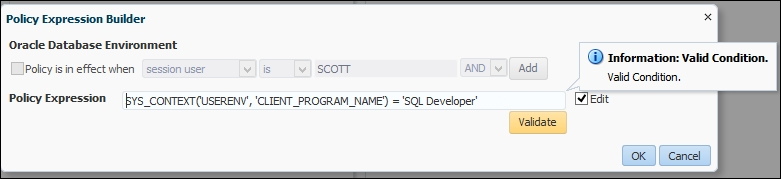 Policy Expression Builder
Oracle Database Environment
Policy is in effect when session user is SCOTT AND Add
Information: Valid Condition.
Valid Condition.
Policy Expression SYS_CONTEXT('USERENV', 'CLIENT_PROGRAM_NAME') = 'SQL Developer' Edit
Validate
OK Cancel